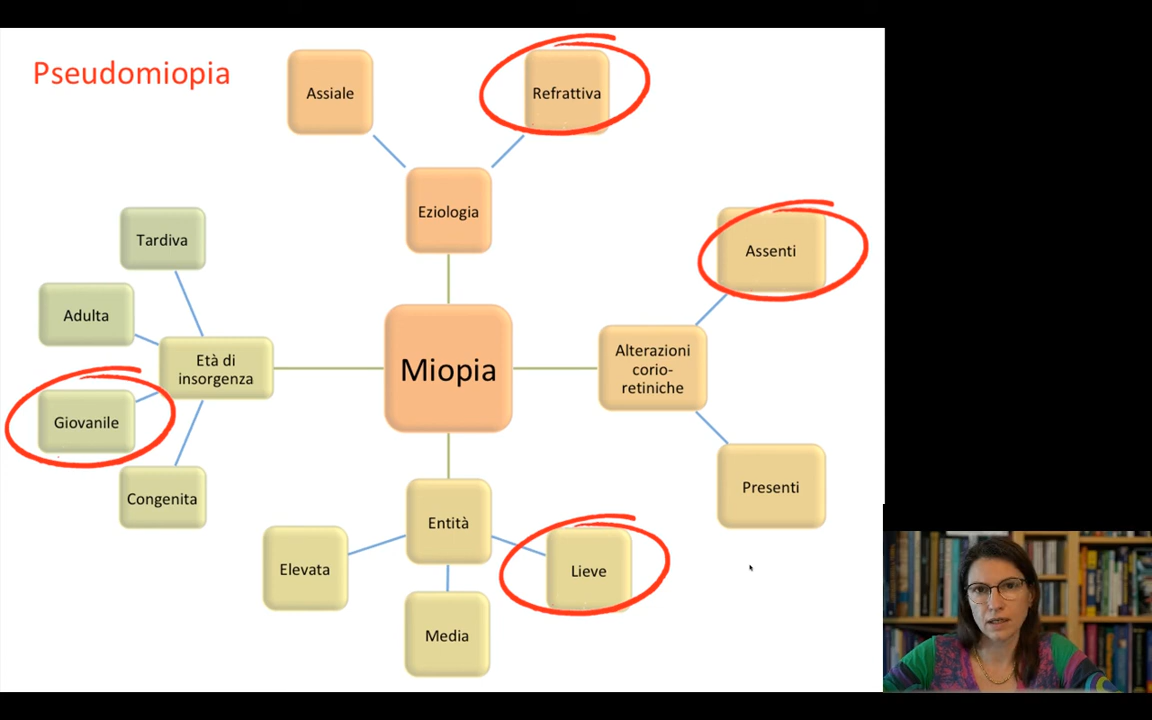 Pseudomiopia
Assiale
Refrattiva
Eziologia
Tardiva
Assenti
Adulta
Età di
insorgenza
Miopia
Alterazioni
corio-
retiniche
Giovanile
Congenita
Presenti
Entità
Elevata
Lieve
Media